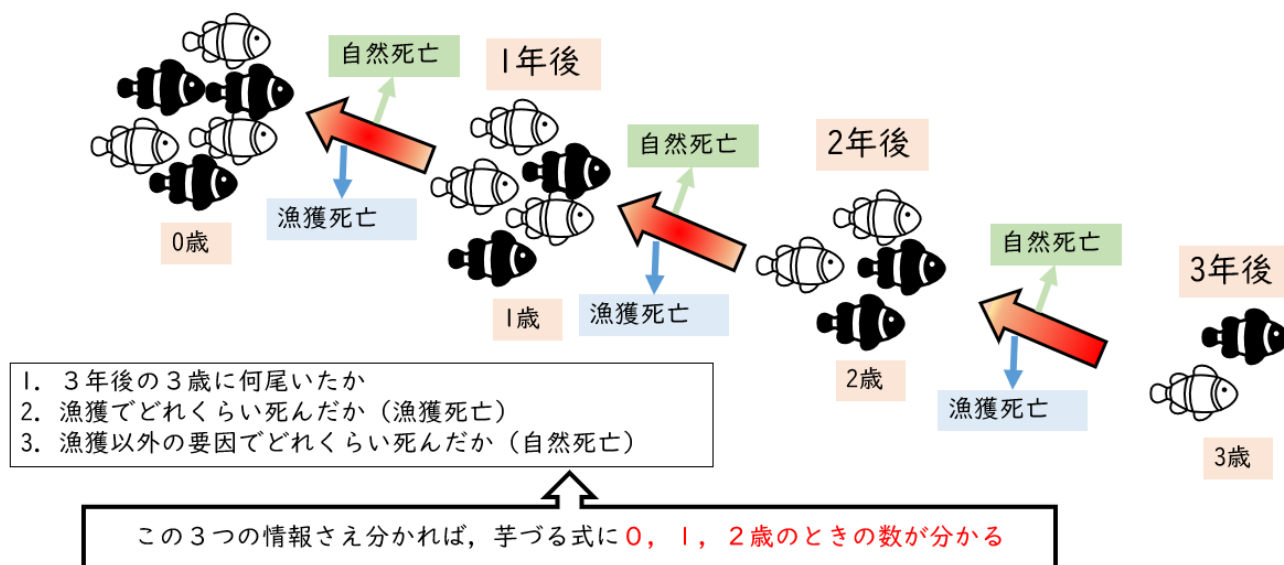 自然死亡
1年後
漁獲死亡
0歳
自然死亡
2年後
漁獲死亡
1歳
自然死亡
3年後
漁獲死亡
2歳
3歳
1. 3年後の3歳に何尾いたか
2. 漁獲でどれくらい死んだか（漁獲死亡）
3. 漁獲以外の要因でどれくらい死んだか（自然死亡）
この3つの情報さえ分かれば，芋づる式に0，1，2歳のときの数が分かる